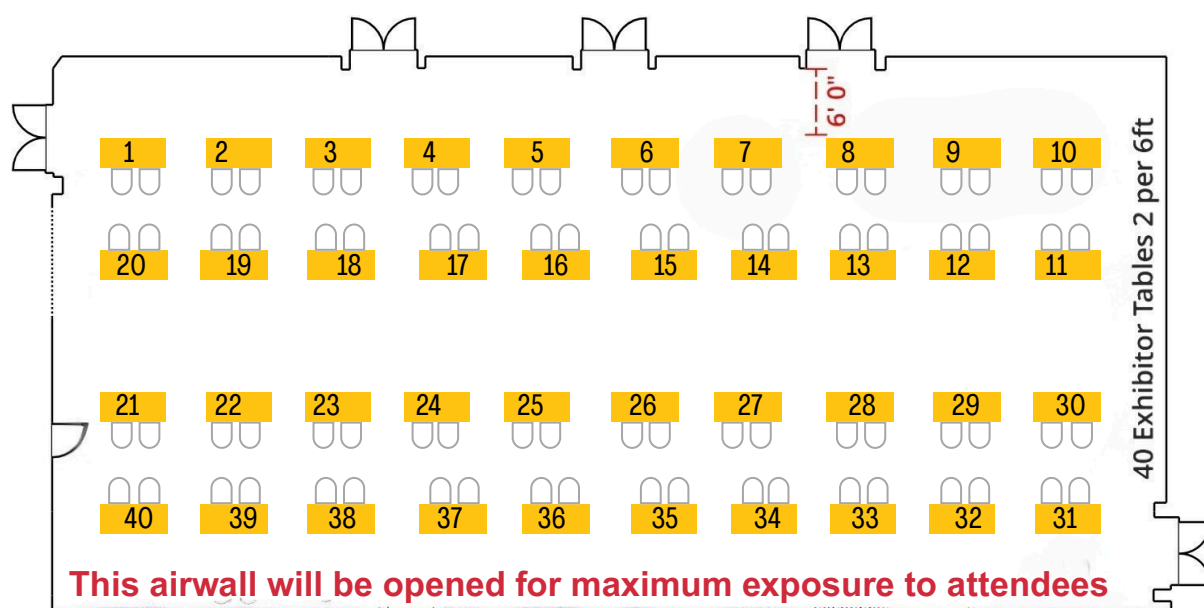 6' 0"
1 2 3 4 5 6 7 8 9 10
20 19 18 17 16 15 14 13 12 11
40 Exhibitor Tables 2 per 6ft
21 22 23 24 25 26 27 28 29 30
40 39 38 37 36 35 34 33 32 31
This airwall will be opened for maximum exposure to attendees